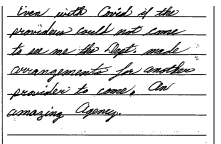 Even with Covid if the
providers could not come
to see me the Dept. made
arrangements for another
provider to come. An
amazing Agency.